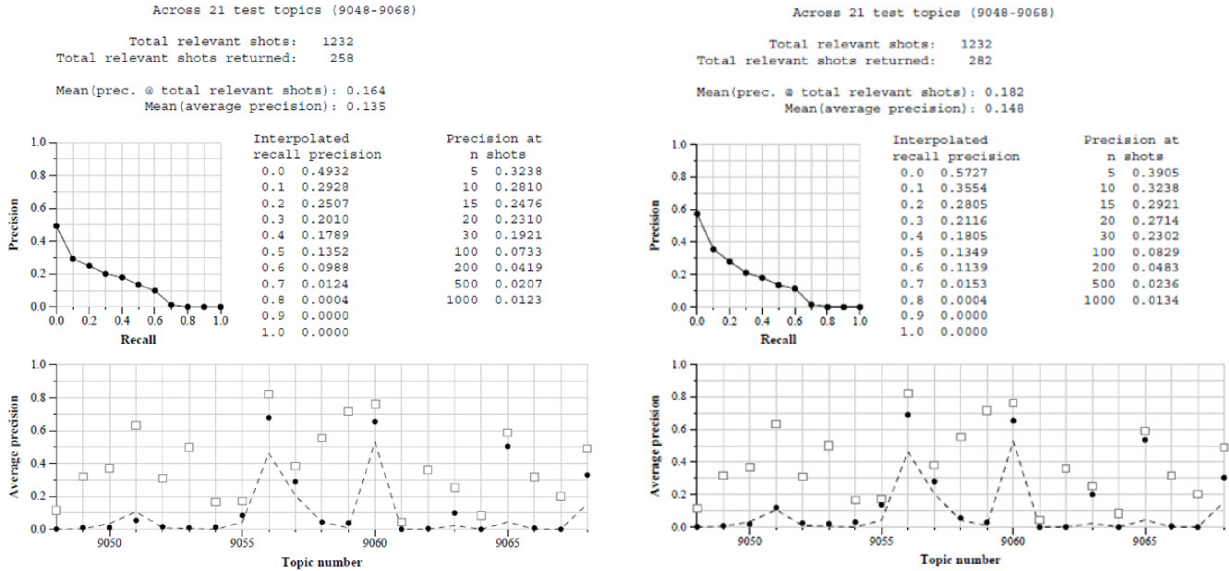 Across 21 test topics (9048-9068)
Total relevant shots: 1232
Total relevant shots returned: 258
Mean(prec. @ total relevant shots): 0.164
Mean(average precision): 0.135
Interpolated
recall precision
0.0 0.4932
0.1 0.2928
0.2 0.2507
0.3 0.2010
0.4 0.1789
0.5 0.1352
0.6 0.0988
0.7 0.0124
0.8 0.0004
0.9 0.0000
1.0 0.0000
Precision at
n shots
5 0.3238
10 0.2810
15 0.2476
20 0.2310
30 0.1921
100 0.0733
200 0.0419
500 0.0207
1000 0.0123
Precision
1.0
0.8
0.6
0.4
0.2
0.0
0.0 0.2 0.4 0.6 0.8 1.0
Recall
Average precision
1.0
0.8
0.6
0.4
0.2
0.0
9050 9055 9060 9065
Topic number
Across 21 test topics (9048-9068)
Total relevant shots: 1232
Total relevant shots returned: 282
Mean(prec. @ total relevant shots): 0.182
Mean(average precision): 0.148
Interpolated
recall precision
0.0 0.5727
0.1 0.3554
0.2 0.2805
0.3 0.2116
0.4 0.1805
0.5 0.1349
0.6 0.1139
0.7 0.0153
0.8 0.0004
0.9 0.0000
1.0 0.0000
Precision at
n shots
5 0.3905
10 0.3238
15 0.2921
20 0.2714
30 0.2302
100 0.0829
200 0.0483
500 0.0236
1000 0.0134
Precision
1.0
0.8
0.6
0.4
0.2
0.0
0.0 0.2 0.4 0.6 0.8 1.0
Recall
Average precision
1.0
0.8
0.6
0.4
0.2
0.0
9050 9055 9060 9065
Topic number